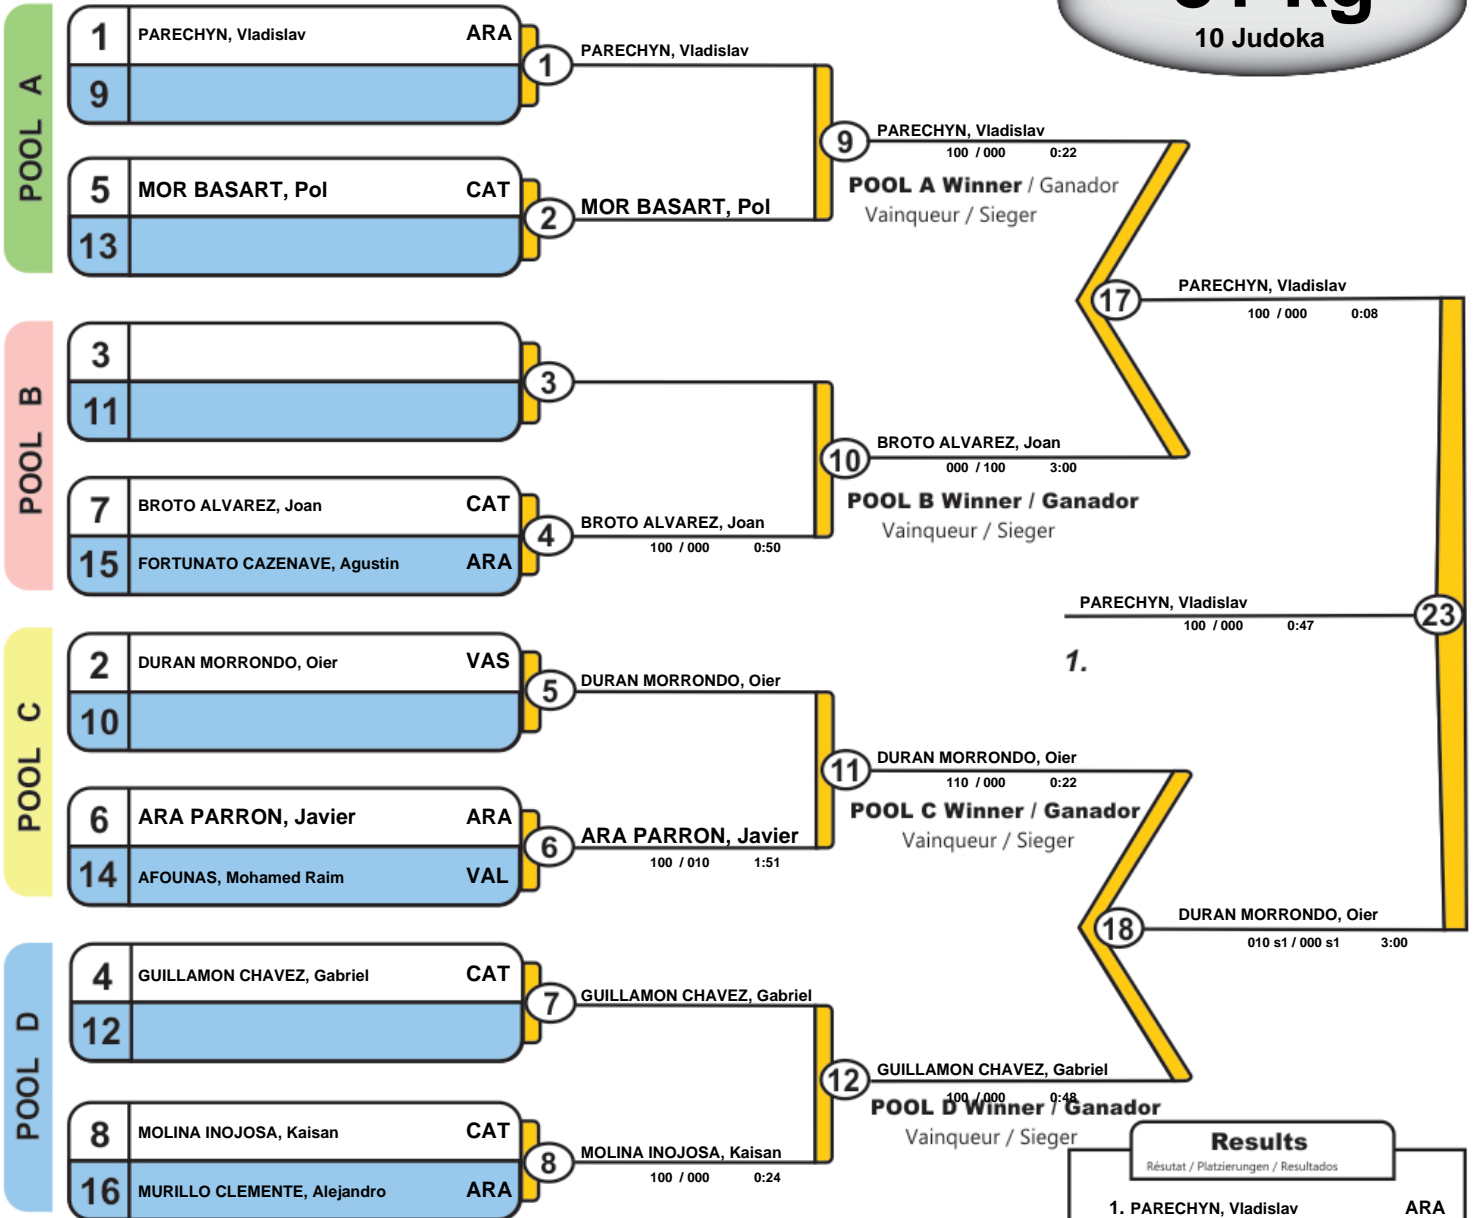 10 Judoka
POOL A
1 PARECHYN, Vladislav ARA
9
5 MOR BASART, Pol CAT
13
POOL B
3
11
7 BROTO ALVAREZ, Joan CAT
15 FORTUNATO CAZENAVE, Agustin ARA
POOL C
2 DURAN MORRONDO, Oier VAS
10
6 ARA PARRON, Javier ARA
14 AFOUNAS, Mohamed Raim VAL
POOL D
4 GUILLAMON CHAVEZ, Gabriel CAT
12
8 MOLINA INOJOSA, Kaisan CAT
16 MURILLO CLEMENTE, Alejandro ARA
1 PARECHYN, Vladislav
2 MOR BASART, Pol
3
4 BROTO ALVAREZ, Joan
100 / 000 0:50
5 DURAN MORRONDO, Oier
6 ARA PARRON, Javier
100 / 010 1:51
7 GUILLAMON CHAVEZ, Gabriel
8 MOLINA INOJOSA, Kaisan
100 / 000 0:24
9 PARECHYN, Vladislav
100 / 000 0:22
POOL A Winner / Ganador
Vainqueur / Sieger
10 BROTO ALVAREZ, Joan
000 / 100 3:00
POOL B Winner / Ganador
Vainqueur / Sieger
11 DURAN MORRONDO, Oier
110 / 000 0:22
POOL C Winner / Ganador
Vainqueur / Sieger
12 GUILLAMON CHAVEZ, Gabriel
100 / 000 0:48
POOL D Winner / Ganador
Vainqueur / Sieger
17 PARECHYN, Vladislav
100 / 000 0:08
18 DURAN MORRONDO, Oier
010 s1 / 000 s1 3:00
PARECHYN, Vladislav 23
100 / 000 0:47
1.
Results
Résutat / Platzierungen / Resultados
1. PARECHYN, Vladislav ARA